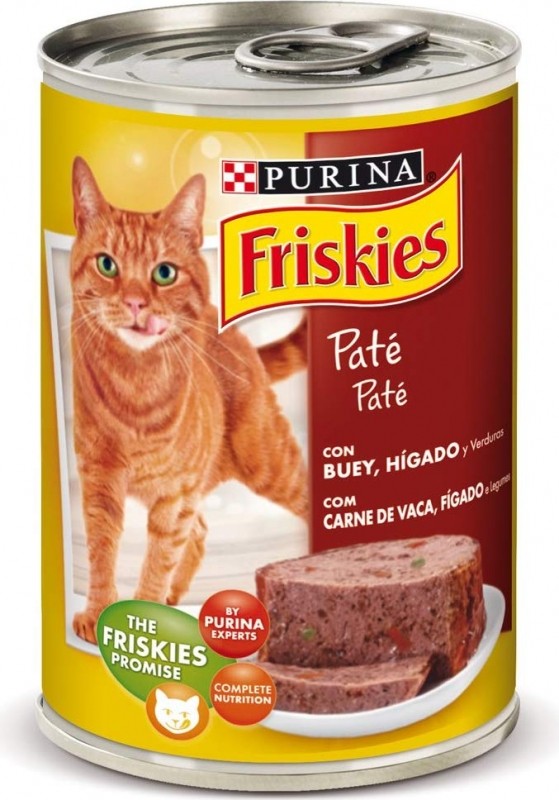 PURINA
Friskies
Paté
Paté
CON
BUEY, HÍGADO y Verduras
COM
CARNE DE VACA, FÍGADO e Legumes
THE
FRISKIES
PROMISE
BY
PURINA
EXPERTS
COMPLETE
NUTRITION